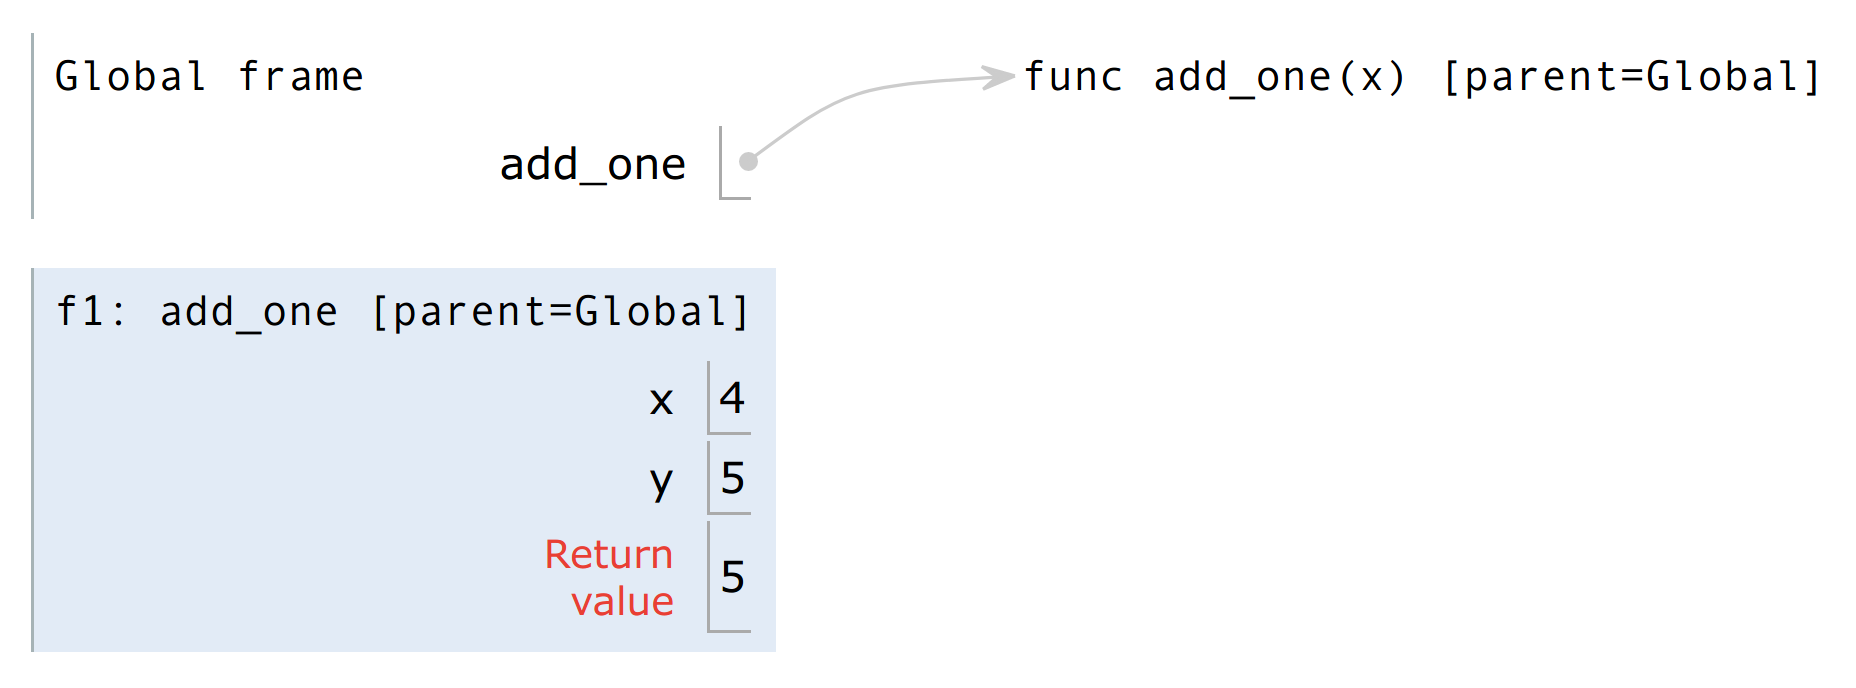 Global frame
func add_one(x) [parent=Global]
add_one
f1: add_one [parent=Global]
x 4
y 5
Return
value 5